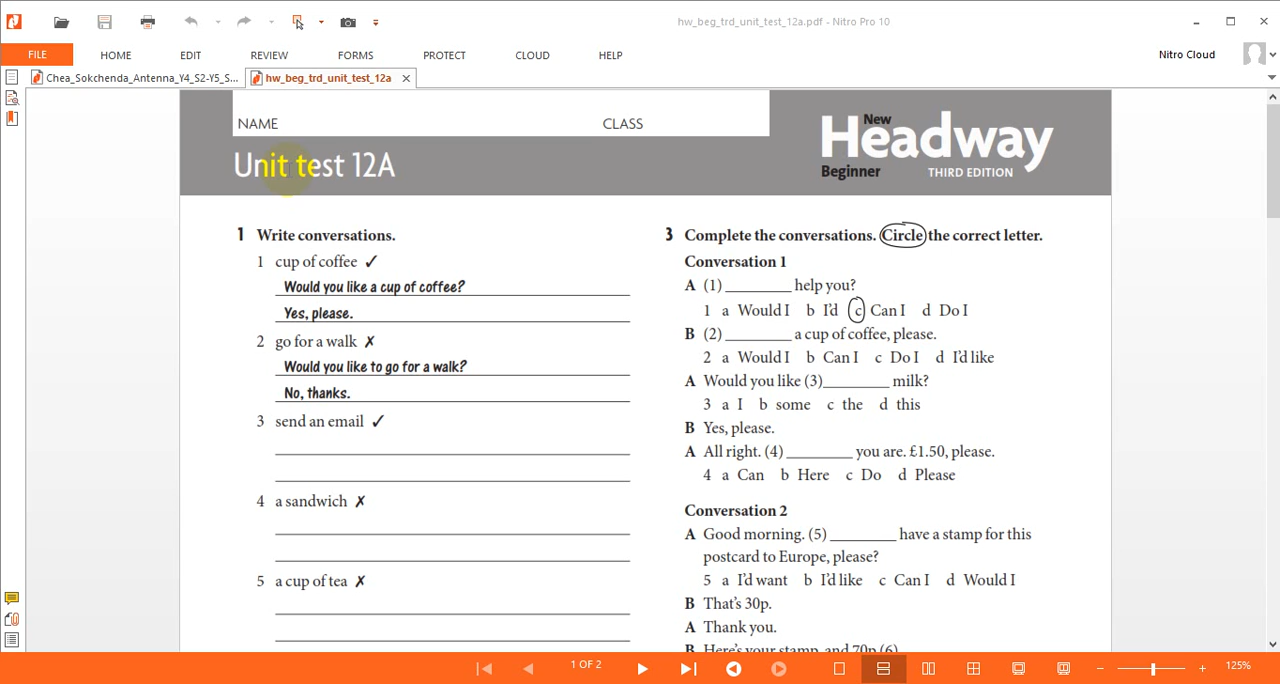 hw_beg_trd_unit_test_12a.pdf - Nitro Pro 10
FILE HOME EDIT REVIEW FORMS PROTECT CLOUD HELP
Nitro Cloud
Chea_Sokchenda_Antenna_Y4_S2-Y5_S...
hw_beg_trd_unit_test_12a
NAME CLASS
Unit test 12A
New
Headway
Beginner THIRD EDITION
1 Write conversations.
1 cup of coffee ✓
Would you like a cup of coffee?
Yes, please.
2 go for a walk ✗
Would you like to go for a walk?
No, thanks.
3 send an email ✓
4 a sandwich ✗
5 a cup of tea ✗
3 Complete the conversations. Circle the correct letter.
Conversation 1
A (1) ________ help you?
1 a Would I b I'd c Can I d Do I
B (2) ________ a cup of coffee, please.
2 a Would I b Can I c Do I d I'd like
A Would you like (3)________ milk?
3 a I b some c the d this
B Yes, please.
A All right. (4) ________ you are. £1.50, please.
4 a Can b Here c Do d Please
Conversation 2
A Good morning. (5) ________ have a stamp for this
postcard to Europe, please?
5 a I'd want b I'd like c Can I d Would I
B That's 30p.
A Thank you.
B Here's your stamp, and 70p (6)
1 OF 2
125%